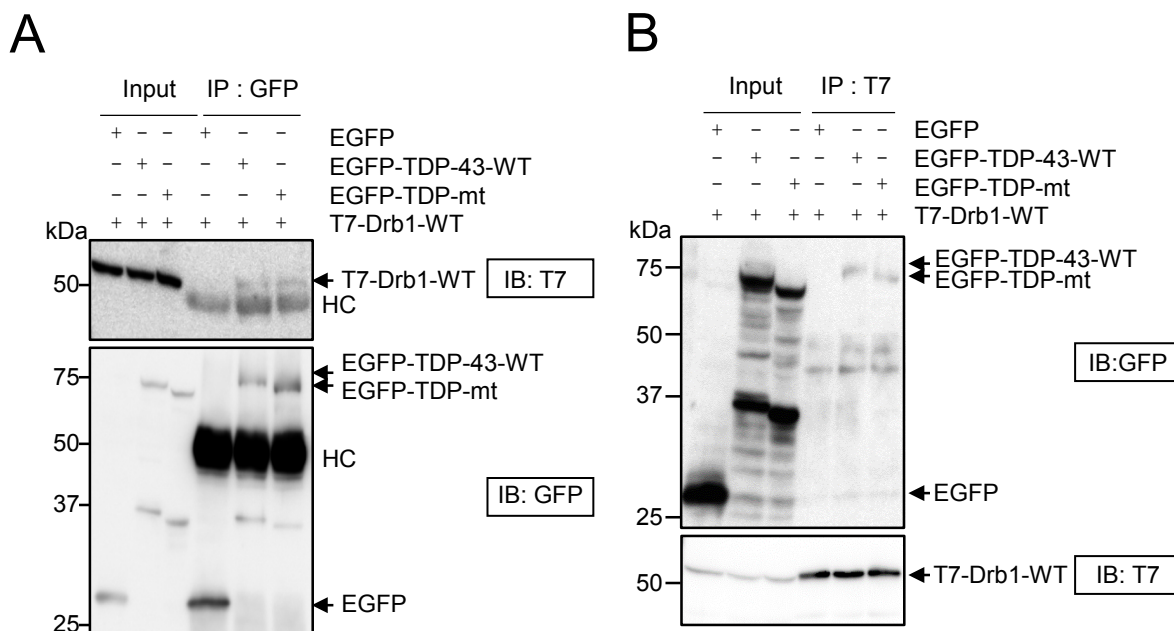 A
Input IP : GFP
+ − − + − − EGFP
− + − − + − EGFP-TDP-43-WT
− − + − − + EGFP-TDP-mt
+ + + + + + T7-Drb1-WT
kDa
50 T7-Drb1-WT IB: T7
HC
EGFP-TDP-43-WT
75 EGFP-TDP-mt
50 HC
37 IB: GFP
25 EGFP
B
Input IP : T7
+ − − + − − EGFP
− + − − + − EGFP-TDP-43-WT
− − + − − + EGFP-TDP-mt
+ + + + + + T7-Drb1-WT
kDa
75 EGFP-TDP-43-WT
EGFP-TDP-mt
50 IB:GFP
37
EGFP
25
50 T7-Drb1-WT IB: T7